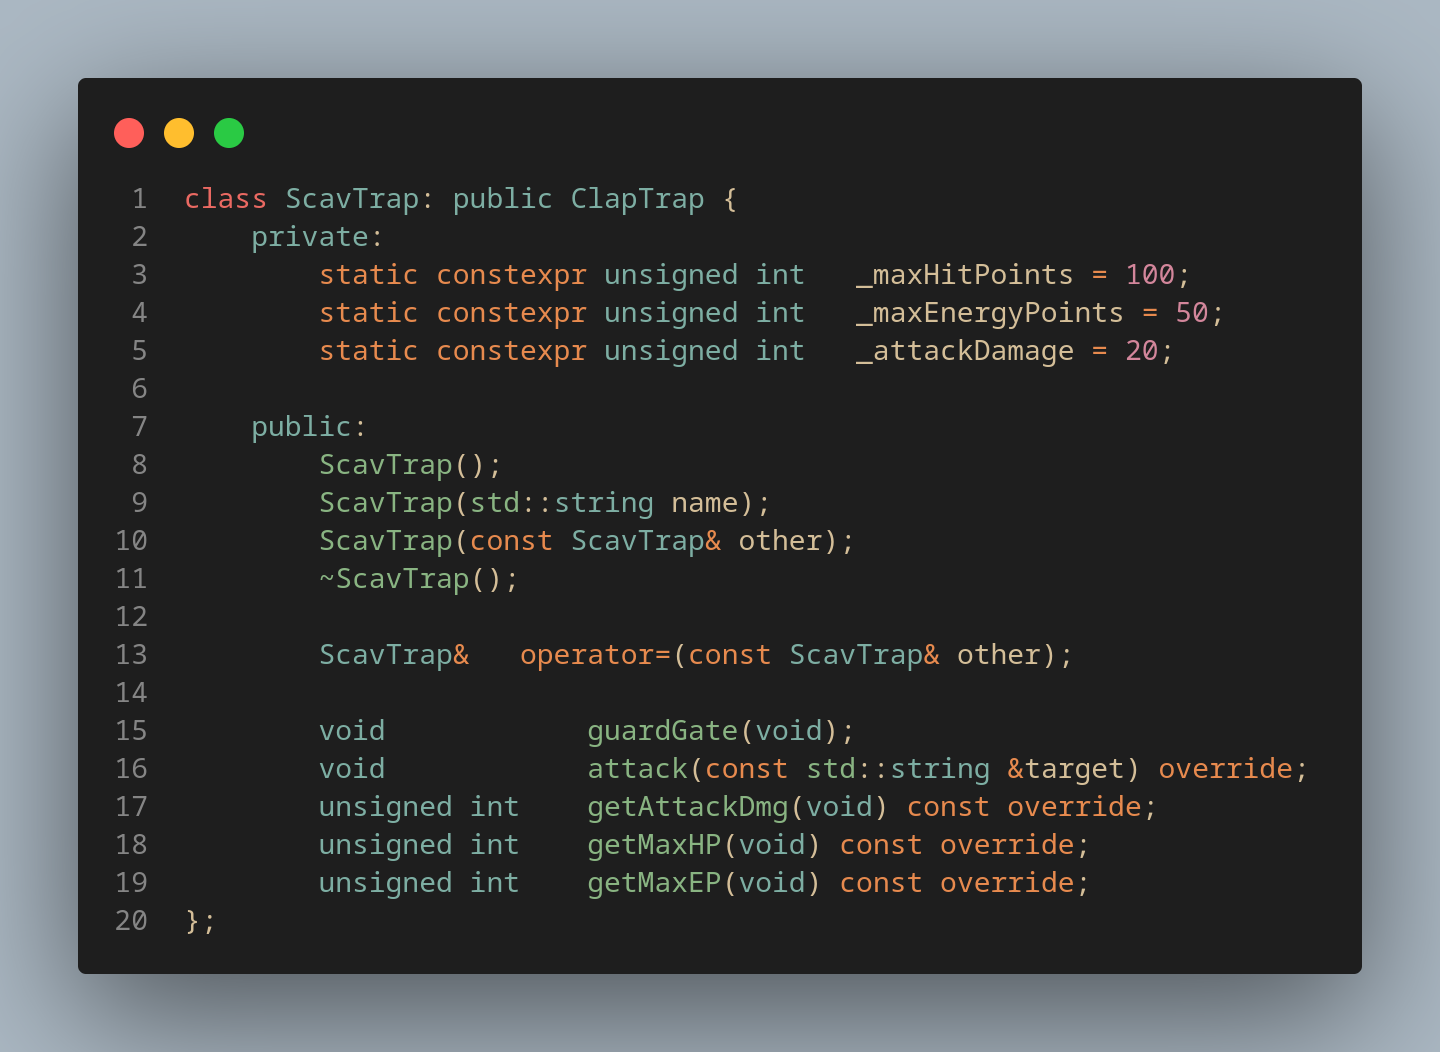 1 class ScavTrap: public ClapTrap {
2     private:
3         static constexpr unsigned int   _maxHitPoints = 100;
4         static constexpr unsigned int   _maxEnergyPoints = 50;
5         static constexpr unsigned int   _attackDamage = 20;
6
7     public:
8         ScavTrap();
9         ScavTrap(std::string name);
10         ScavTrap(const ScavTrap& other);
11         ~ScavTrap();
12
13         ScavTrap&   operator=(const ScavTrap& other);
14
15         void            guardGate(void);
16         void            attack(const std::string &target) override;
17         unsigned int    getAttackDmg(void) const override;
18         unsigned int    getMaxHP(void) const override;
19         unsigned int    getMaxEP(void) const override;
20 };